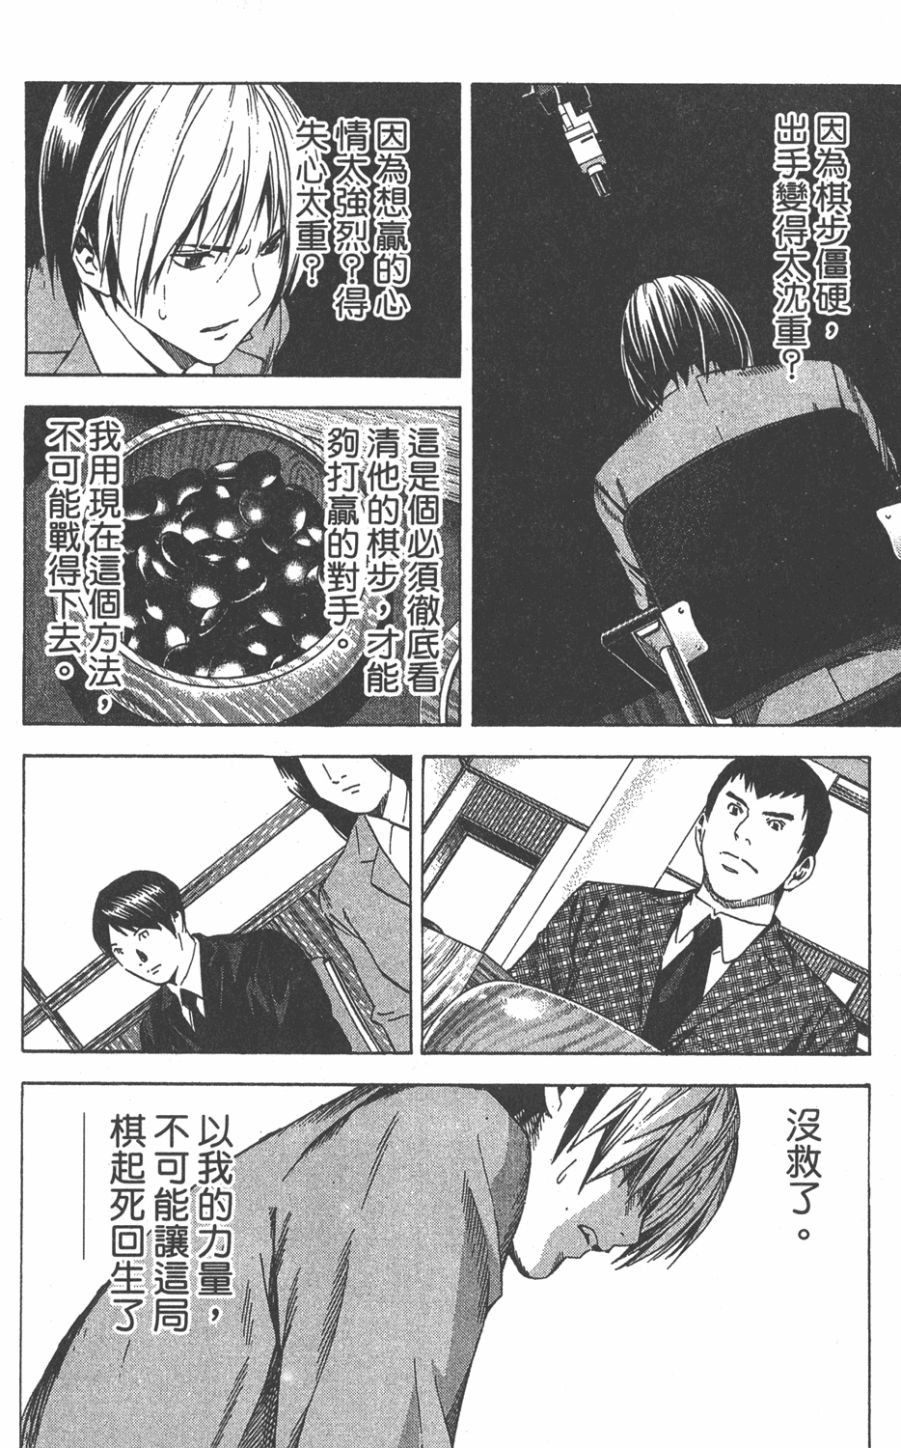 因為棋步僵硬，
出手變得太沈重？
因為想贏的心
情太強烈？得
失心太重？
這是個必須徹底看
清他的棋步，才能
夠打贏的對手。
我用現在這個方法，
不可能戰得下去。
沒救了。
以我的力量，
不可能讓這局
棋起死回生了